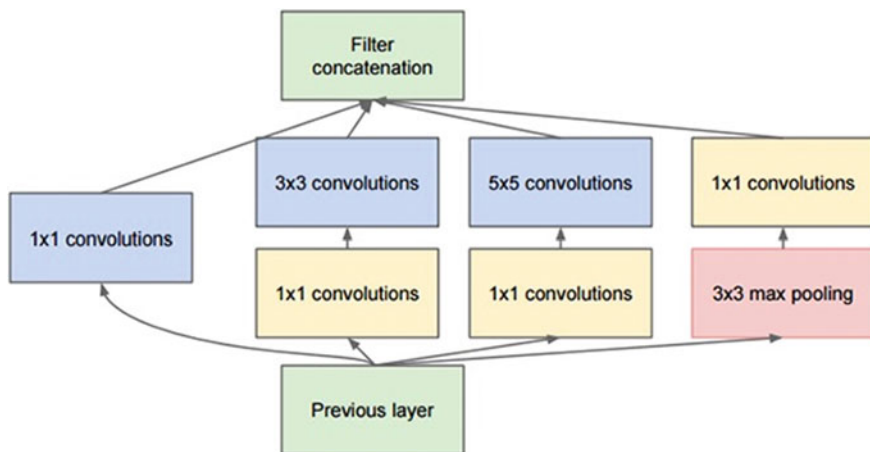 Filter
concatenation
3x3 convolutions
5x5 convolutions
1x1 convolutions
1x1 convolutions
1x1 convolutions
1x1 convolutions
3x3 max pooling
Previous layer